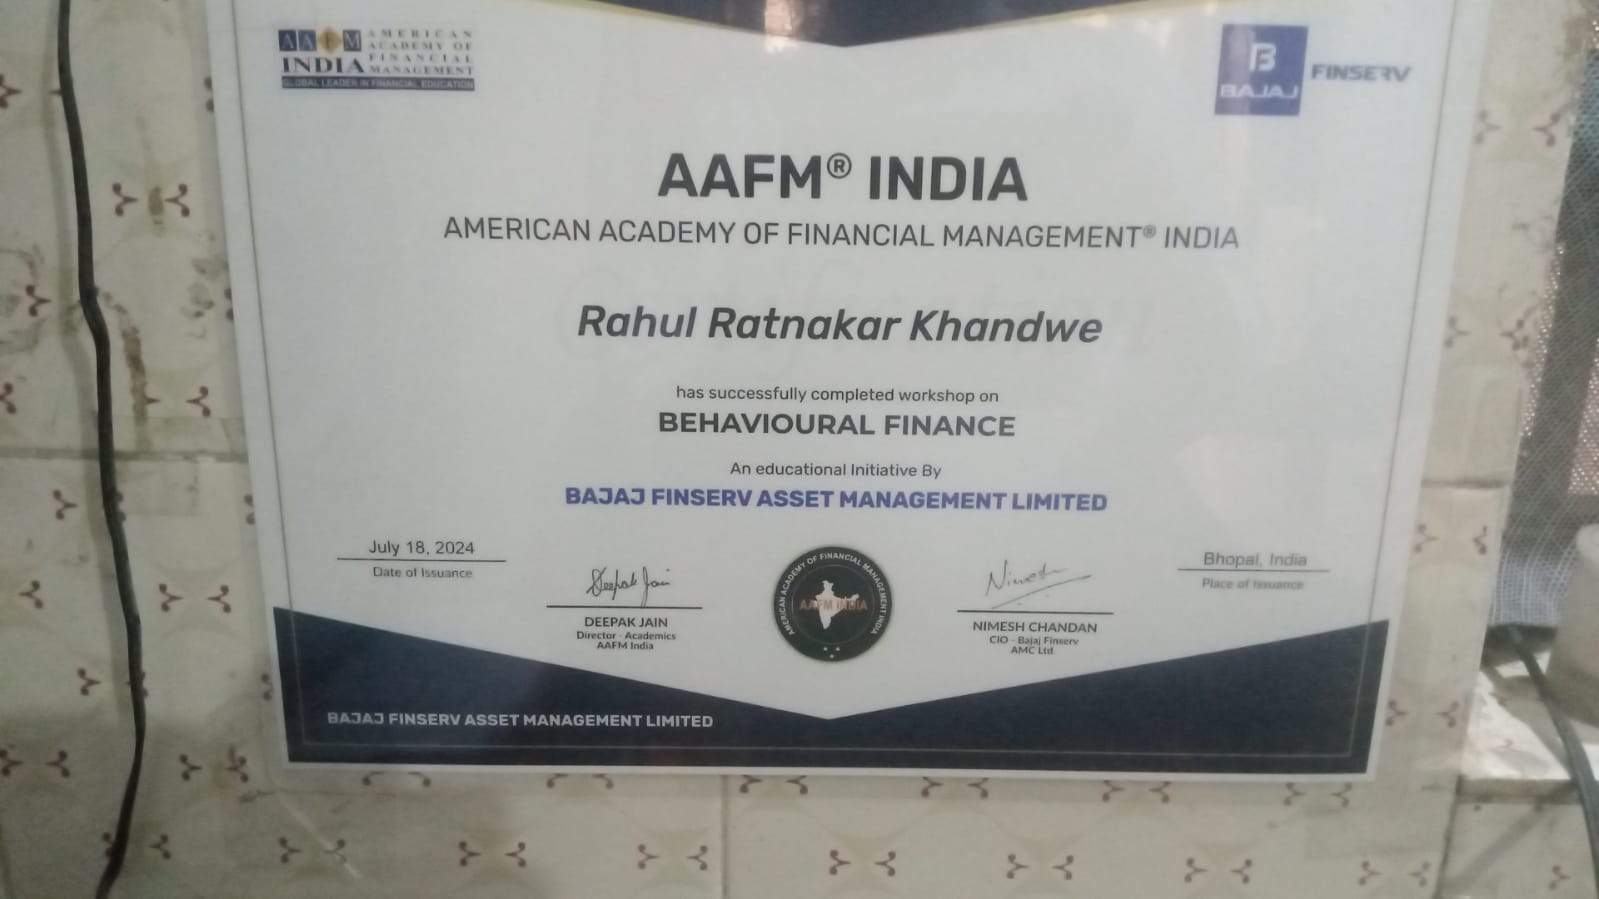 AAFM AMERICAN
ACADEMY OF
INDIA FINANCIAL
MANAGEMENT
GLOBAL LEADER IN FINANCIAL EDUCATION
B
BAJAJ
FINSERV
AAFM® INDIA
AMERICAN ACADEMY OF FINANCIAL MANAGEMENT® INDIA
Rahul Ratnakar Khandwe
has successfully completed workshop on
BEHAVIOURAL FINANCE
An educational Initiative By
BAJAJ FINSERV ASSET MANAGEMENT LIMITED
July 18, 2024
Date of Issuance
Deepak Jain
DEEPAK JAIN
Director - Academics
AAFM India
AMERICAN ACADEMY OF FINANCIAL MANAGEMENT INDIA
AAFM INDIA
Nimesh
NIMESH CHANDAN
CIO - Bajaj Finserv
AMC Ltd.
Bhopal, India
Place of Issuance
BAJAJ FINSERV ASSET MANAGEMENT LIMITED